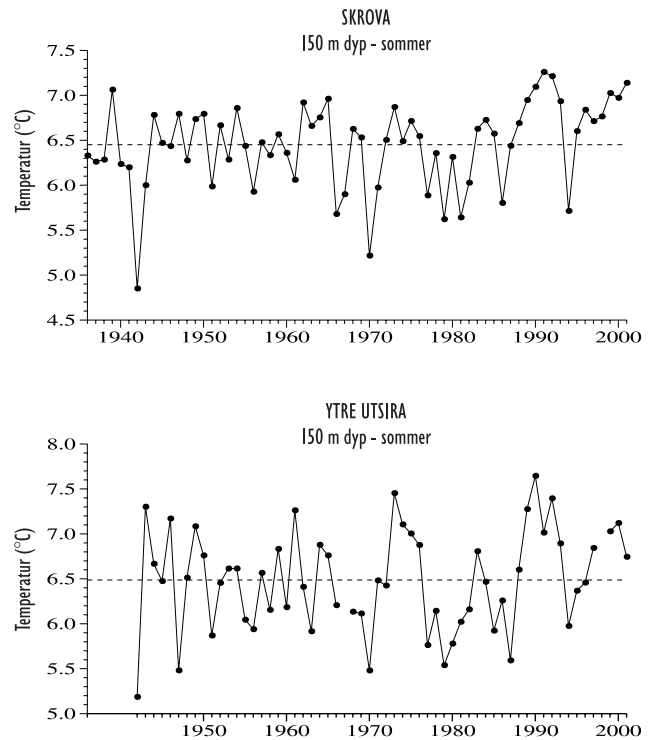 SKROVA
150 m dyp - sommer
Temperatur (°C)
7.5
7.0
6.5
6.0
5.5
5.0
4.5
1940 1950 1960 1970 1980 1990 2000
YTRE UTSIRA
150 m dyp - sommer
Temperatur (°C)
8.0
7.5
7.0
6.5
6.0
5.5
5.0
1950 1960 1970 1980 1990 2000